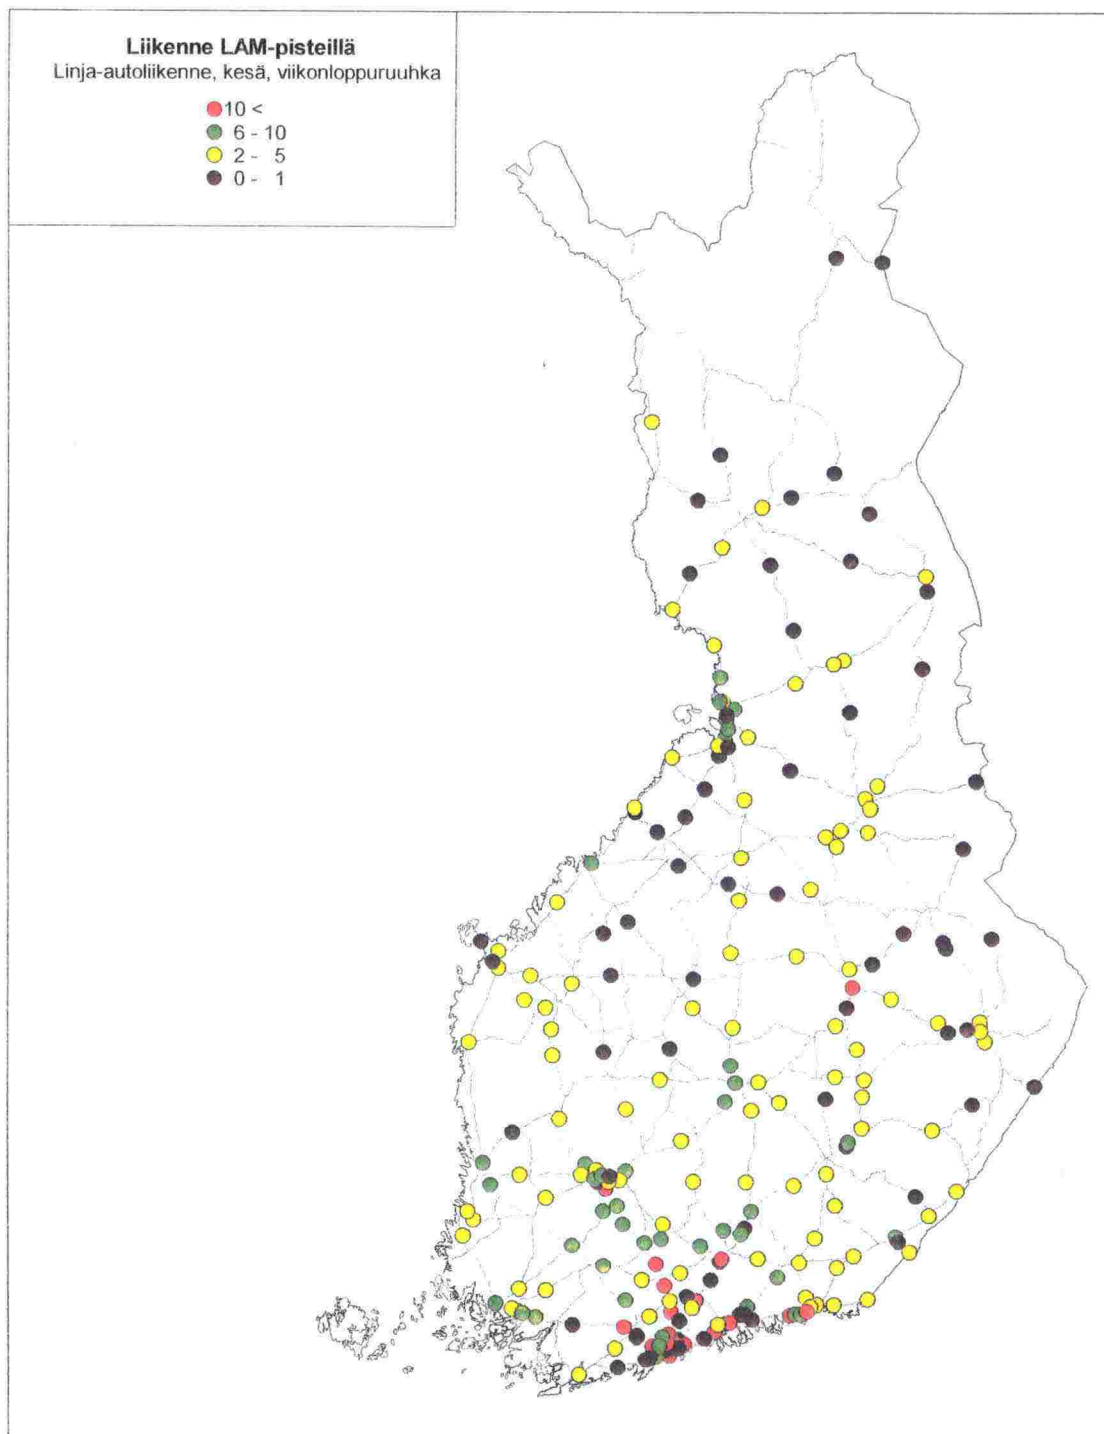 Liikenne LAM-pisteillä
Linja-autoliikenne, kesä, viikonloppuruuhka
10 <
6 - 10
2 - 5
0 - 1